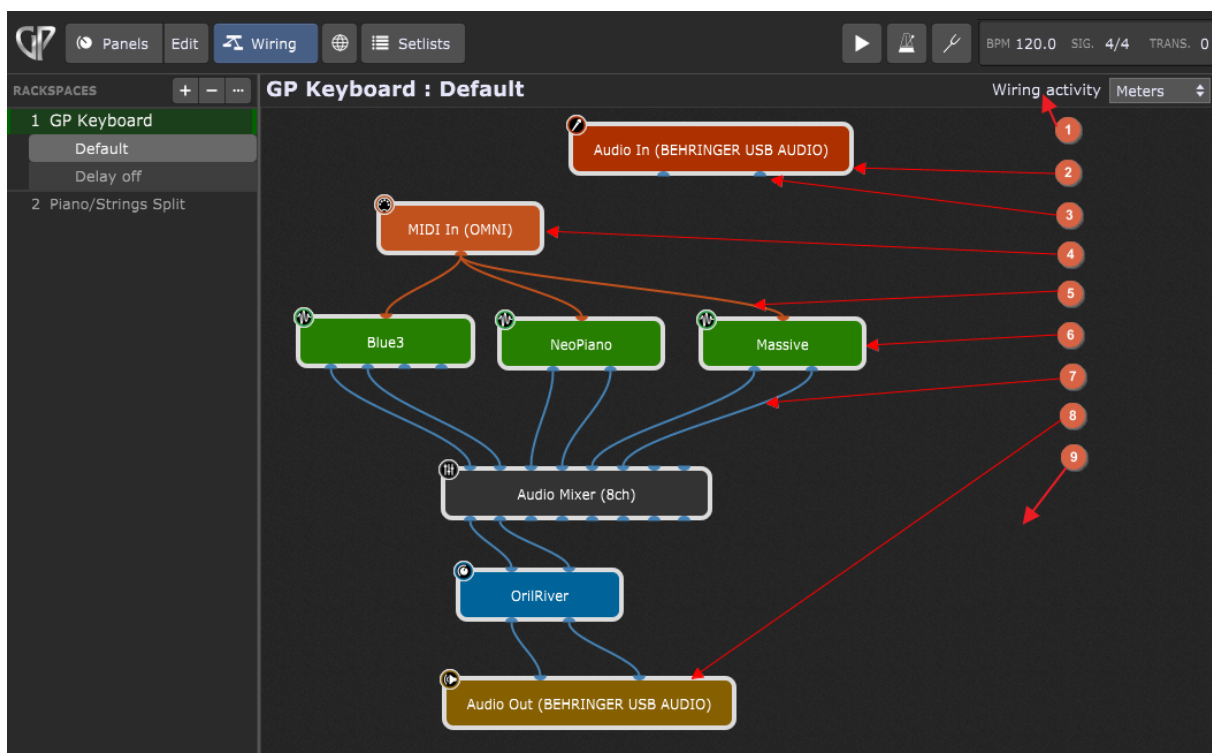 GP Panels Edit Wiring Setlists BPM 120.0 SIG. 4/4 TRANS. 0
RACKSPACES + − ... GP Keyboard : Default Wiring activity Meters
1 GP Keyboard
Default
Delay off
2 Piano/Strings Split
1
Audio In (BEHRINGER USB AUDIO)
2
3
MIDI In (OMNI)
4
5
6
Blue3 NeoPiano Massive
7
8
9
Audio Mixer (8ch)
OrilRiver
Audio Out (BEHRINGER USB AUDIO)